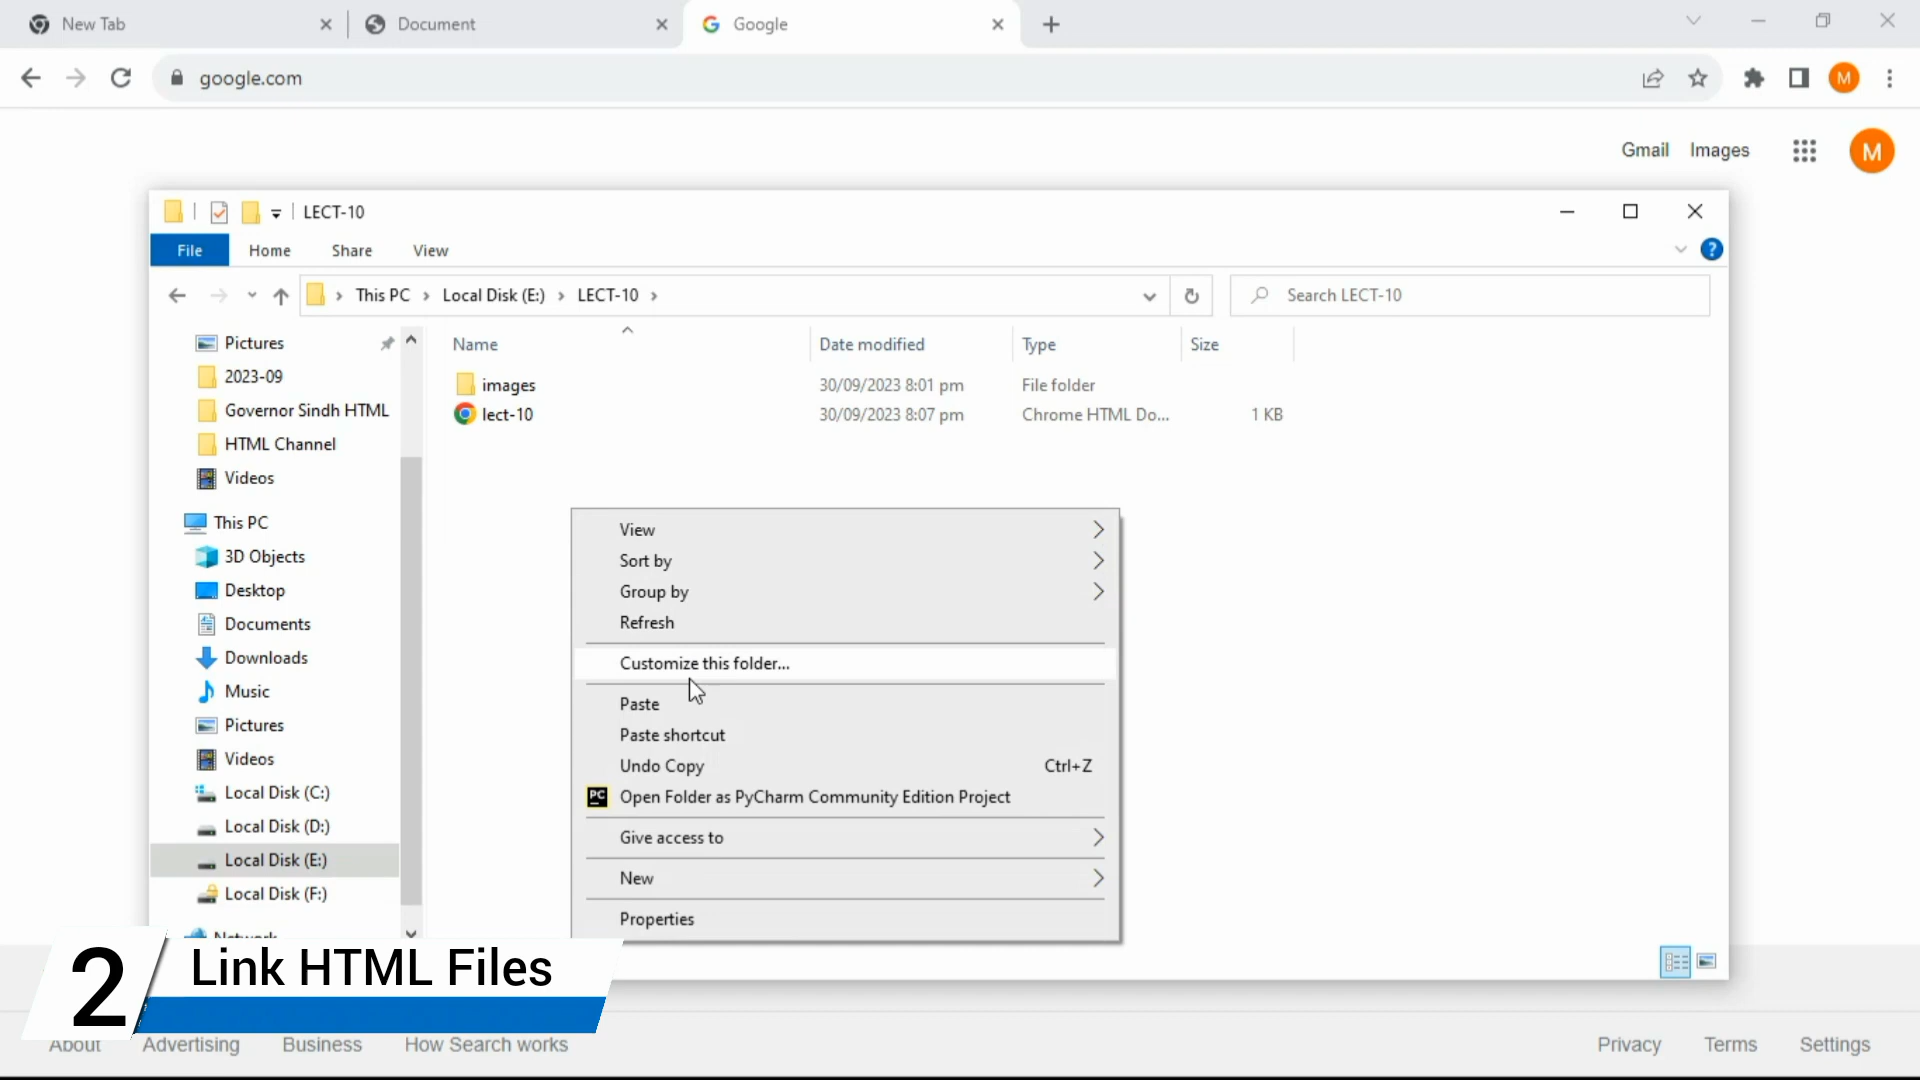 New Tab
Document
Google
google.com
M
Gmail Images
M
LECT-10
File Home Share View
?
This PC Local Disk (E:) LECT-10
Search LECT-10
Name Date modified Type Size
images 30/09/2023 8:01 pm File folder
lect-10 30/09/2023 8:07 pm Chrome HTML Do... 1 KB
Pictures
2023-09
Governor Sindh HTML
HTML Channel
Videos
This PC
3D Objects
Desktop
Documents
Downloads
Music
Pictures
Videos
Local Disk (C:)
Local Disk (D:)
Local Disk (E:)
Local Disk (F:)
Network
View
Sort by
Group by
Refresh
Customize this folder...
Paste
Paste shortcut
Undo Copy Ctrl+Z
PC Open Folder as PyCharm Community Edition Project
Give access to
New
Properties
2 Link HTML Files
About Advertising Business How Search works
Privacy Terms Settings